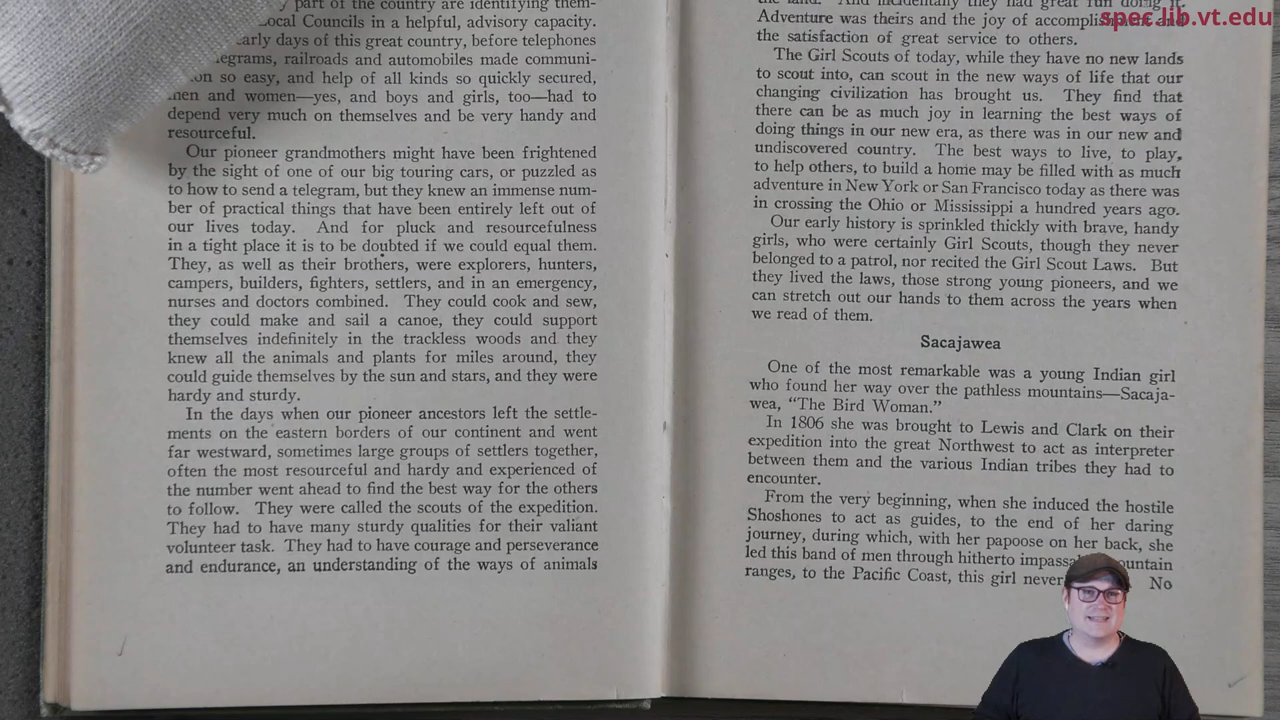 part of the country are identifying them-
Local Councils in a helpful, advisory capacity.
early days of this great country, before telephones
telegrams, railroads and automobiles made communi-
so easy, and help of all kinds so quickly secured,
men and women—yes, and boys and girls, too—had to
depend very much on themselves and be very handy and
resourceful.
Our pioneer grandmothers might have been frightened
by the sight of one of our big touring cars, or puzzled as
to how to send a telegram, but they knew an immense num-
ber of practical things that have been entirely left out of
our lives today. And for pluck and resourcefulness
in a tight place it is to be doubted if we could equal them.
They, as well as their brothers, were explorers, hunters,
campers, builders, fighters, settlers, and in an emergency,
nurses and doctors combined. They could cook and sew,
they could make and sail a canoe, they could support
themselves indefinitely in the trackless woods and they
knew all the animals and plants for miles around, they
could guide themselves by the sun and stars, and they were
hardy and sturdy.
In the days when our pioneer ancestors left the settle-
ments on the eastern borders of our continent and went
far westward, sometimes large groups of settlers together,
often the most resourceful and hardy and experienced of
the number went ahead to find the best way for the others
to follow. They were called the scouts of the expedition.
They had to have many sturdy qualities for their valiant
volunteer task. They had to have courage and perseverance
and endurance, an understanding of the ways of animals
the land. And incidentally they had great fun doing it.
Adventure was theirs and the joy of accomplishment and
the satisfaction of great service to others.
The Girl Scouts of today, while they have no new lands
to scout into, can scout in the new ways of life that our
changing civilization has brought us. They find that
there can be as much joy in learning the best ways of
doing things in our new era, as there was in our new and
undiscovered country. The best ways to live, to play,
to help others, to build a home may be filled with as much
adventure in New York or San Francisco today as there was
in crossing the Ohio or Mississippi a hundred years ago.
Our early history is sprinkled thickly with brave, handy
girls, who were certainly Girl Scouts, though they never
belonged to a patrol, nor recited the Girl Scout Laws. But
they lived the laws, those strong young pioneers, and we
can stretch out our hands to them across the years when
we read of them.
Sacajawea
One of the most remarkable was a young Indian girl
who found her way over the pathless mountains—Sacaja-
wea, “The Bird Woman.”
In 1806 she was brought to Lewis and Clark on their
expedition into the great Northwest to act as interpreter
between them and the various Indian tribes they had to
encounter.
From the very beginning, when she induced the hostile
Shoshones to act as guides, to the end of her daring
journey, during which, with her papoose on her back, she
led this band of men through hitherto mountain
ranges, to the Pacific Coast, this girl never No
spec.lib.vt.edu